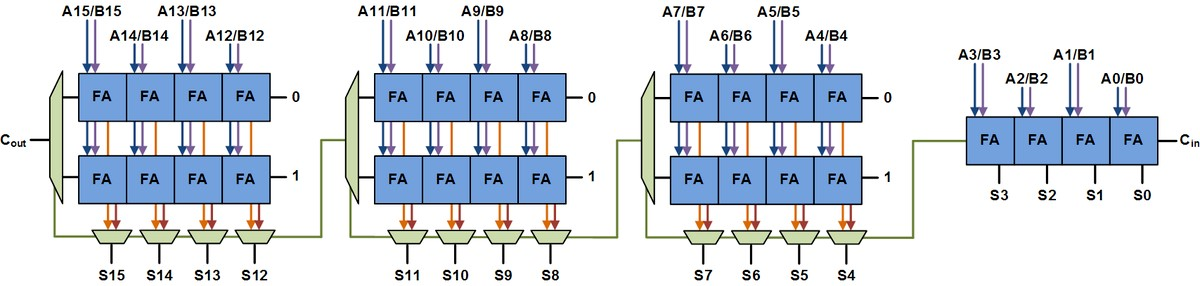 A15/B15 A13/B13 A11/B11 A9/B9 A7/B7 A5/B5
A14/B14 A12/B12 A10/B10 A8/B8 A6/B6 A4/B4
A3/B3 A1/B1
A2/B2 A0/B0
FA FA FA FA 0 FA FA FA FA 0 FA FA FA FA 0
Cout FA FA FA FA Cin
FA FA FA FA 1 FA FA FA FA 1 FA FA FA FA 1
S3 S2 S1 S0
S15 S14 S13 S12 S11 S10 S9 S8 S7 S6 S5 S4